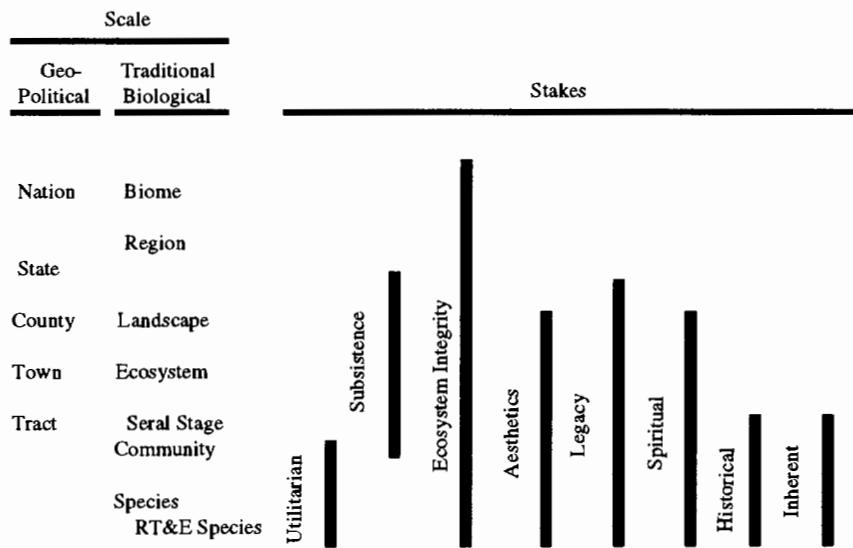 Scale
Geo-
Political
Traditional
Biological
Stakes
Nation
Biome
Region
State
County
Landscape
Town
Ecosystem
Tract
Seral Stage
Community
Species
RT&E Species
Utilitarian
Subsistence
Ecosystem Integrity
Aesthetics
Legacy
Spiritual
Historical
Inherent